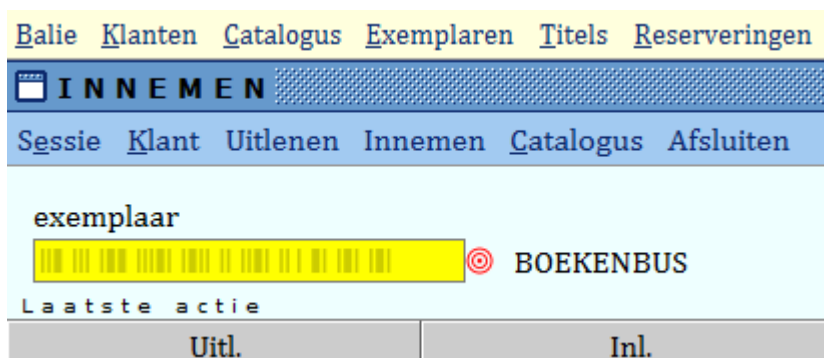 Balie Klanten Catalogus Exemplaren Titels Reserveringen
INNEMEN
Sessie Klant Uitlenen Innemen Catalogus Afsluiten
exemplaar
BOEKENBUS
Laatste actie
Uitl. Inl.